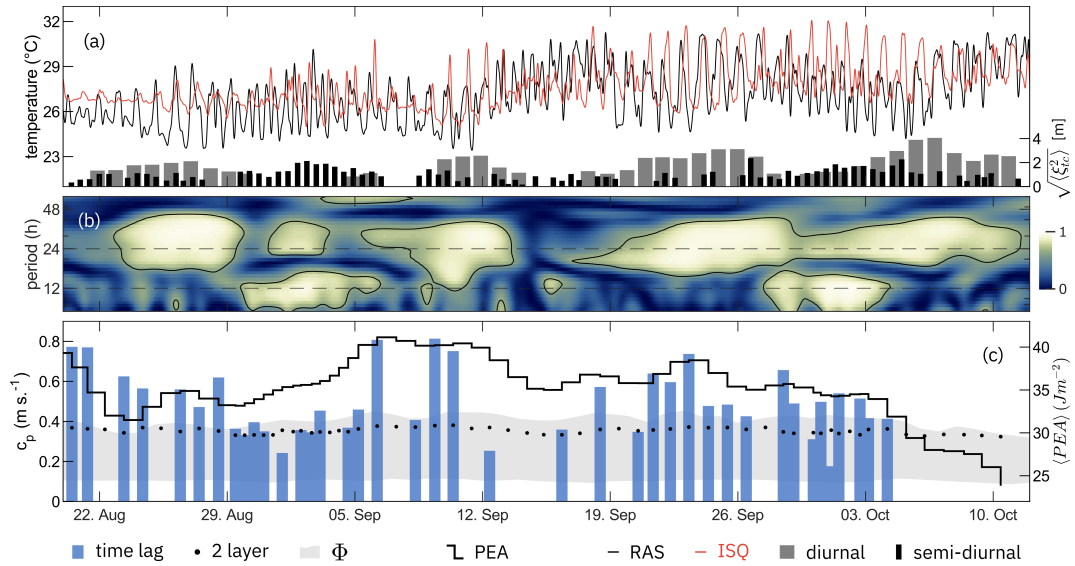 32
29
26
23
temperature (°C)
(a)
4
2
0
√⟨ξ²ₜc⟩ [m]
48
24
12
period (h)
(b)
1
0
0.8
0.6
0.4
0.2
0
c_p (m s.⁻¹)
(c)
40
35
30
25
⟨PEA⟩ (Jm⁻²)
22. Aug 29. Aug 05. Sep 12. Sep 19. Sep 26. Sep 03. Oct 10. Oct
time lag 2 layer Φ PEA RAS ISQ diurnal semi-diurnal